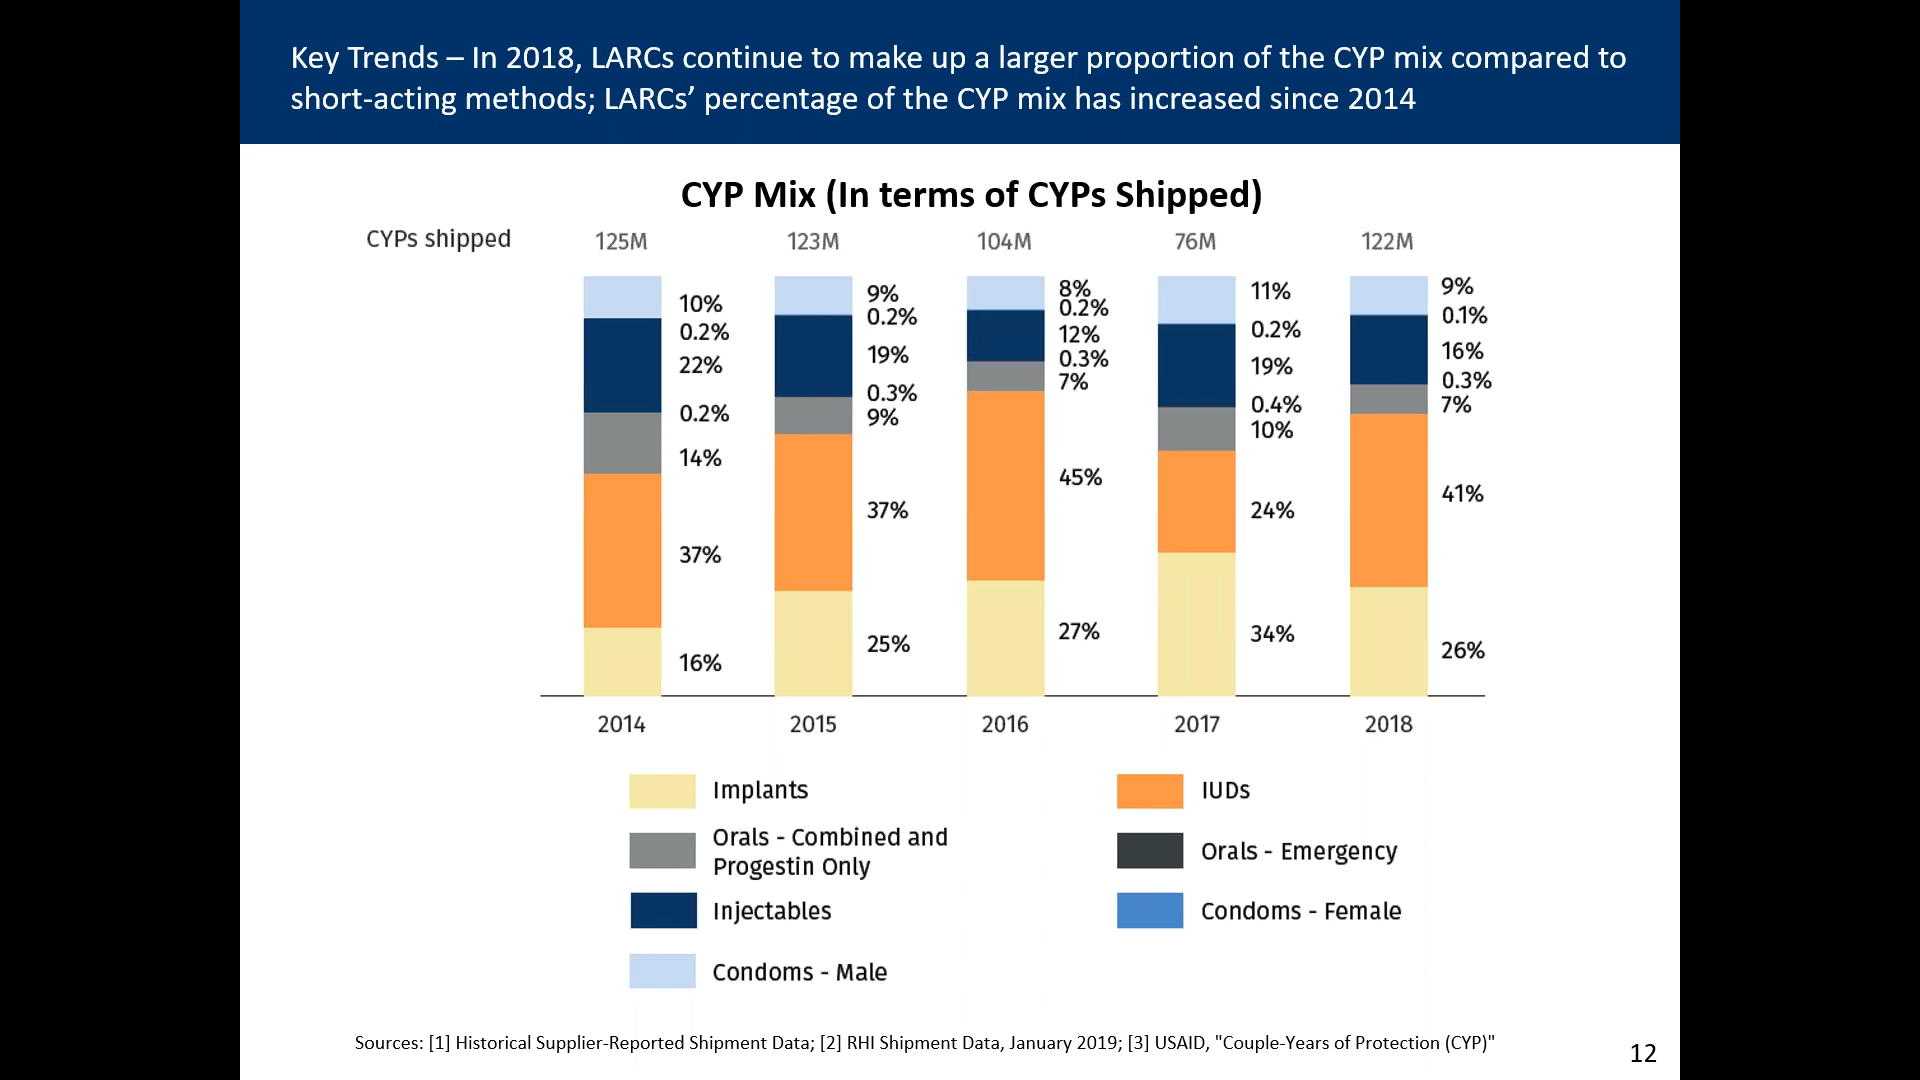 Key Trends – In 2018, LARCs continue to make up a larger proportion of the CYP mix compared to
short-acting methods; LARCs’ percentage of the CYP mix has increased since 2014
CYP Mix (In terms of CYPs Shipped)
CYPs shipped 125M 123M 104M 76M 122M
10%
0.2%
22%
0.2%
14%
37%
16%
9%
0.2%
19%
0.3%
9%
37%
25%
8%
0.2%
12%
0.3%
7%
45%
27%
11%
0.2%
19%
0.4%
10%
24%
34%
9%
0.1%
16%
0.3%
7%
41%
26%
2014 2015 2016 2017 2018
Implants
IUDs
Orals - Combined and
Progestin Only
Orals - Emergency
Injectables
Condoms - Female
Condoms - Male
Sources: [1] Historical Supplier-Reported Shipment Data; [2] RHI Shipment Data, January 2019; [3] USAID, "Couple-Years of Protection (CYP)"
12